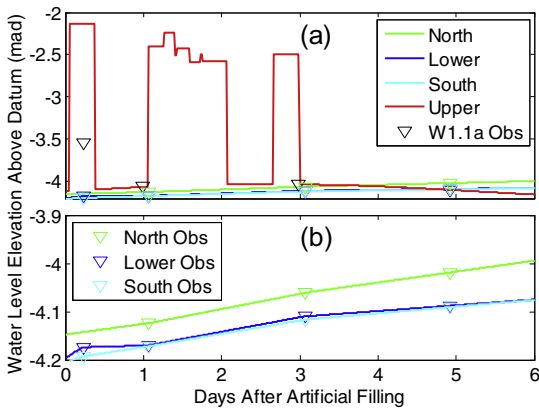 Water Level Elevation Above Datum (mad)
-2
-2.5
-3
-3.5
-4
(a)
North
Lower
South
Upper
W1.1a Obs
-3.9
-4
-4.1
-4.2
(b)
North Obs
Lower Obs
South Obs
0 1 2 3 4 5 6
Days After Artificial Filling